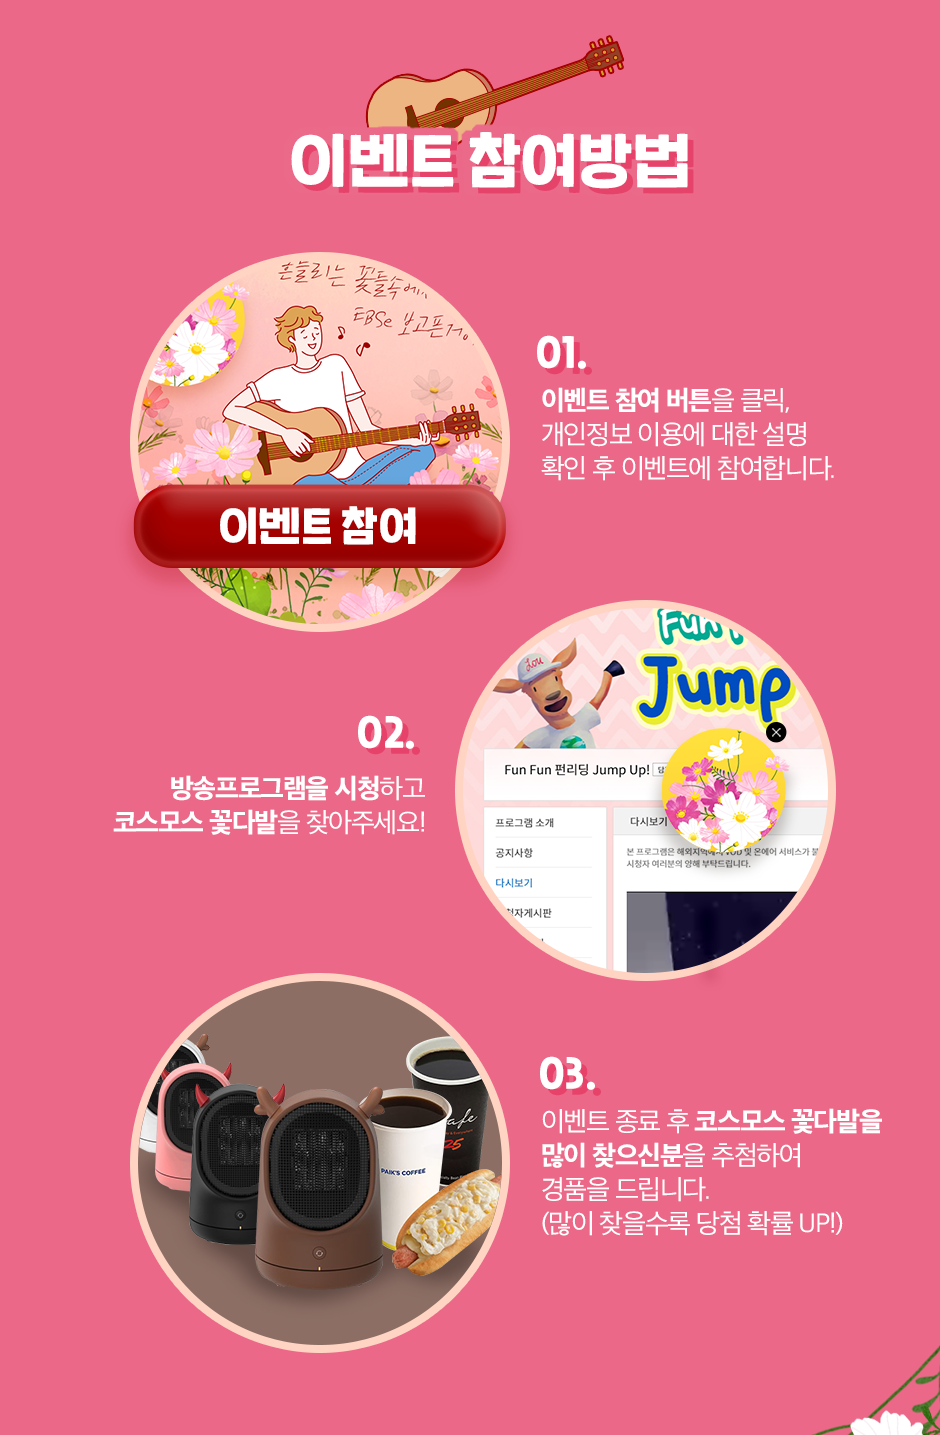 이벤트 참여방법
흔들리는 꽃들속에...
EBSe 보고픈거야
이벤트 참여
01.
이벤트 참여 버튼을 클릭,
개인정보 이용에 대한 설명
확인 후 이벤트에 참여합니다.
02.
방송프로그램을 시청하고
코스모스 꽃다발을 찾아주세요!
Lou
Fun
Jump
Fun Fun 펀리딩 Jump Up!
프로그램 소개
다시보기
공지사항
본 프로그램은 해외지역에서 VOD 및 온에어 서비스가
시청자 여러분의 양해 부탁드립니다.
다시보기
청자게시판
PAIK'S COFFEE
afe
25
03.
이벤트 종료 후 코스모스 꽃다발을
많이 찾으신분을 추첨하여
경품을 드립니다.
(많이 찾을수록 당첨 확률 UP!)